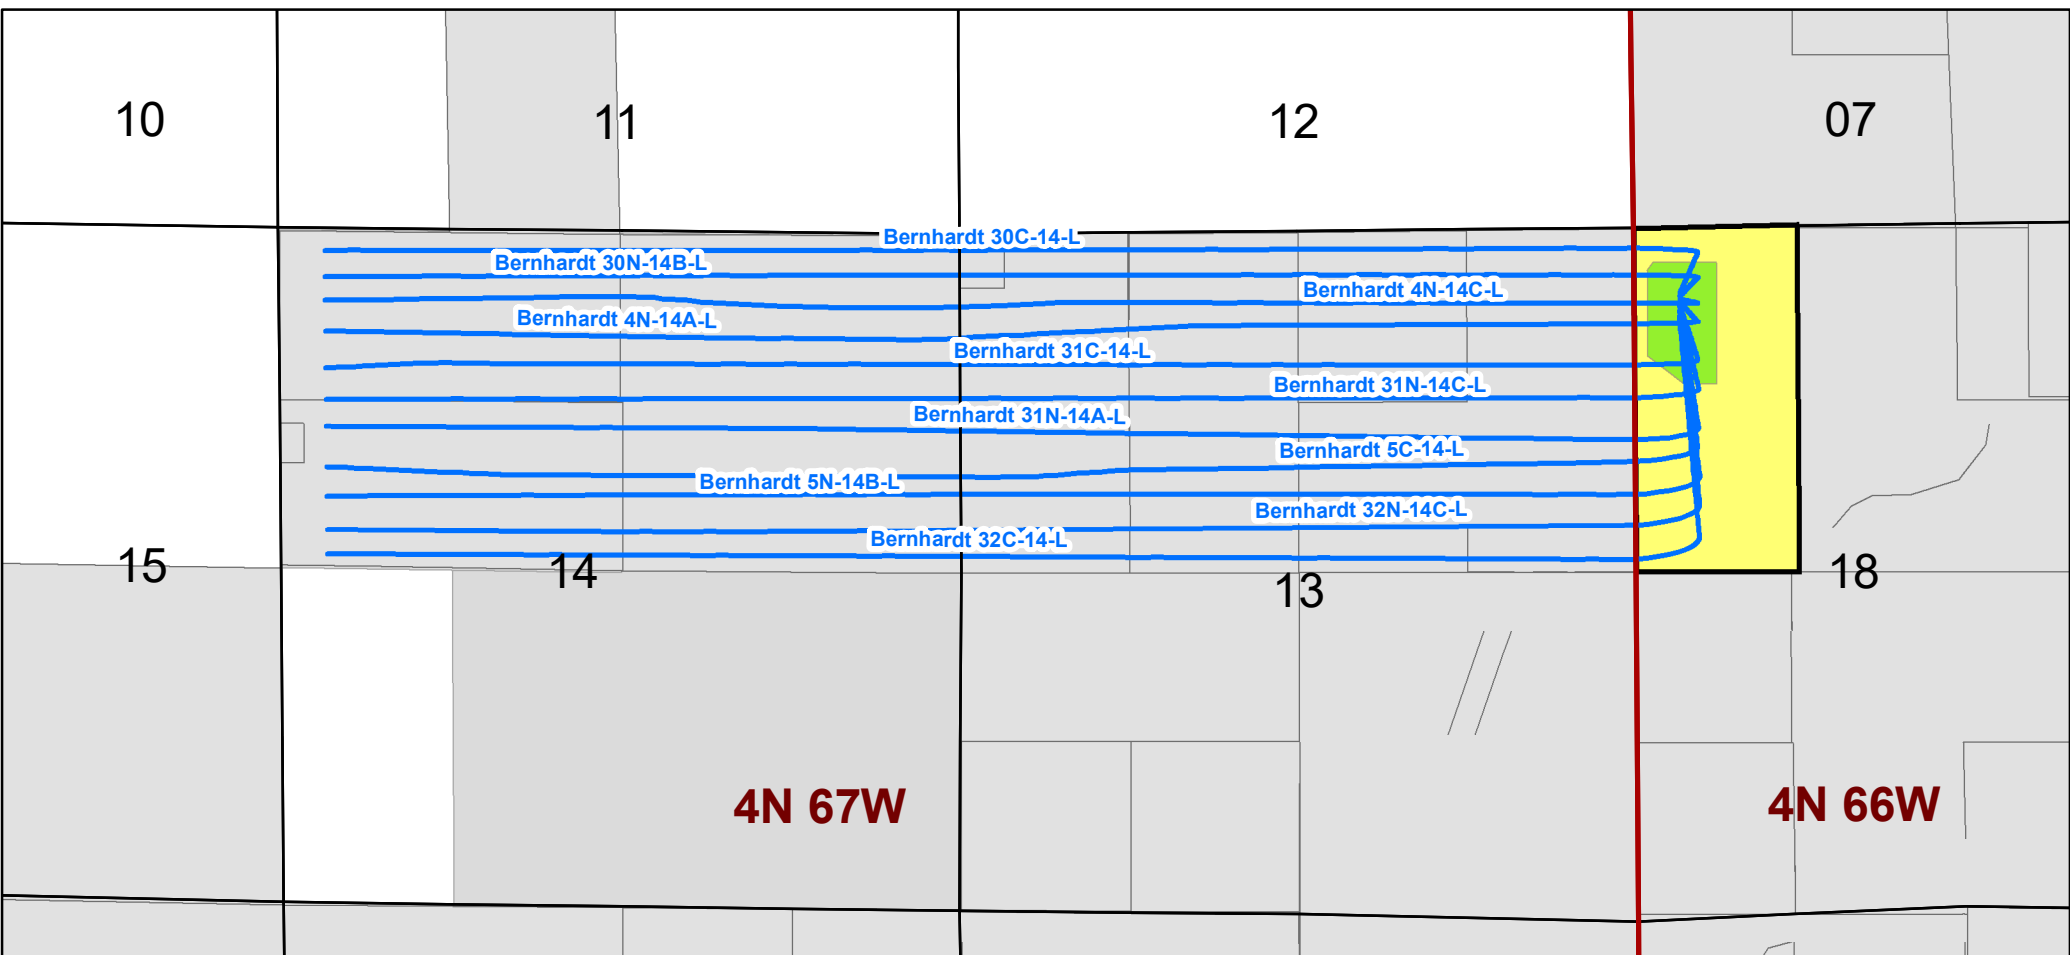 10
11
12
07
Bernhardt 30C-14-L
Bernhardt 30N-14B-L
Bernhardt 4N-14C-L
Bernhardt 4N-14A-L
Bernhardt 31C-14-L
Bernhardt 31N-14C-L
Bernhardt 31N-14A-L
Bernhardt 5C-14-L
Bernhardt 5N-14B-L
Bernhardt 32N-14C-L
Bernhardt 32C-14-L
15
14
13
18
4N 67W
4N 66W